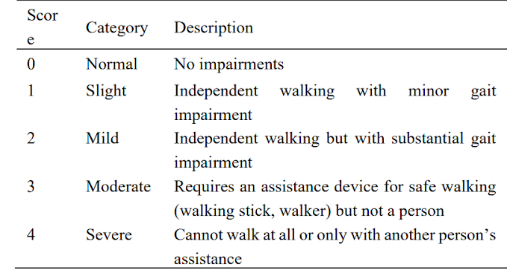 Scor
e Category Description
0 Normal No impairments
1 Slight Independent walking with minor gait
impairment
2 Mild Independent walking but with substantial gait
impairment
3 Moderate Requires an assistance device for safe walking
(walking stick, walker) but not a person
4 Severe Cannot walk at all or only with another person’s
assistance